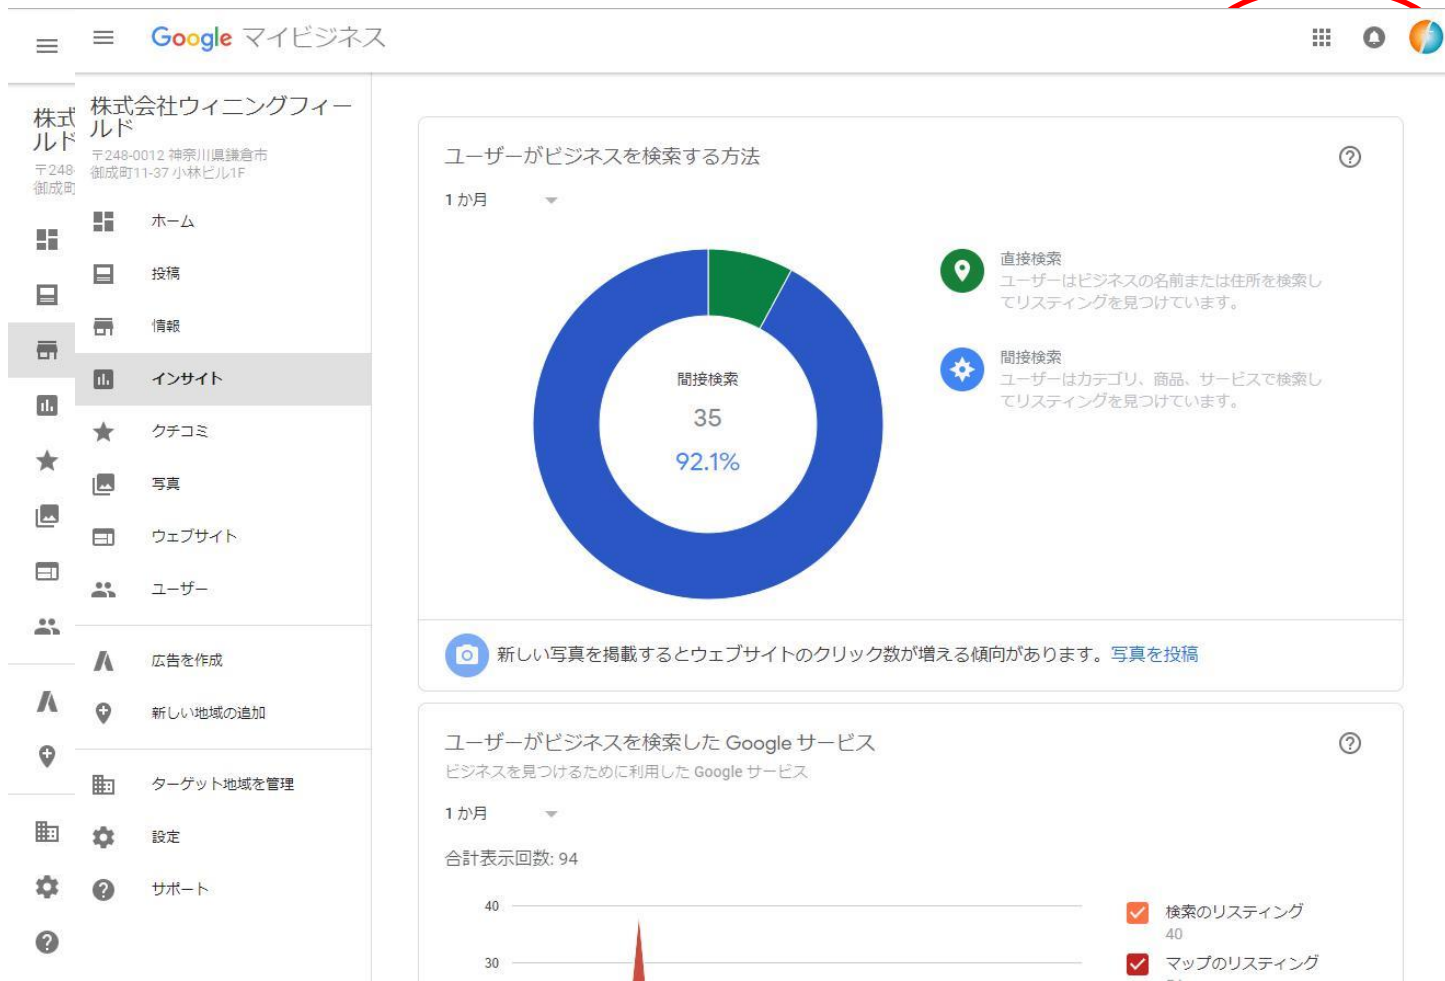 Google マイビジネス
株式
ルド
〒248-
御成町
株式会社ウィニングフィー
ルド
〒248-0012 神奈川県鎌倉市
御成町11-37 小林ビル1F
ホーム
投稿
情報
インサイト
クチコミ
写真
ウェブサイト
ユーザー
広告を作成
新しい地域の追加
ターゲット地域を管理
設定
サポート
ユーザーがビジネスを検索する方法
1 か月
間接検索
35
92.1%
直接検索
ユーザーはビジネスの名前または住所を検索し
てリスティングを見つけています。
間接検索
ユーザーはカテゴリ、商品、サービスで検索し
てリスティングを見つけています。
新しい写真を掲載するとウェブサイトのクリック数が増える傾向があります。写真を投稿
ユーザーがビジネスを検索した Google サービス
ビジネスを見つけるために利用した Google サービス
1 か月
合計表示回数: 94
40
30
検索のリスティング
40
マップのリスティング